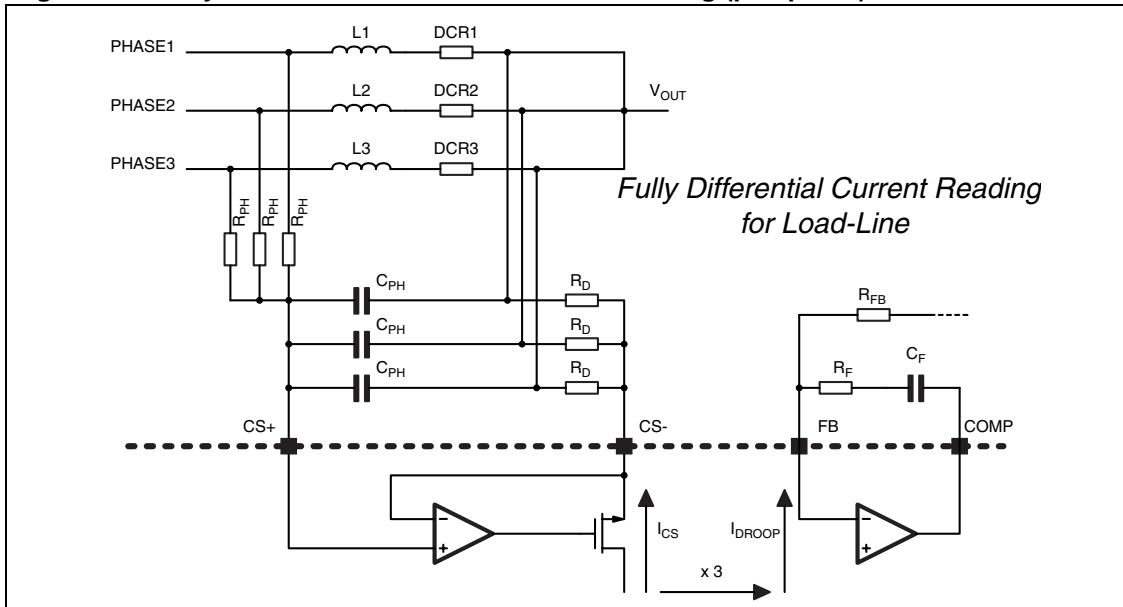 PHASE1
L1
DCR1
PHASE2
L2
DCR2
VOUT
PHASE3
L3
DCR3
Fully Differential Current Reading
for Load-Line
RPH
RPH
RPH
CPH
RD
CPH
RD
CPH
RD
RFB
RF
CF
CS+
CS-
FB
COMP
ICS
IDROOP
x 3